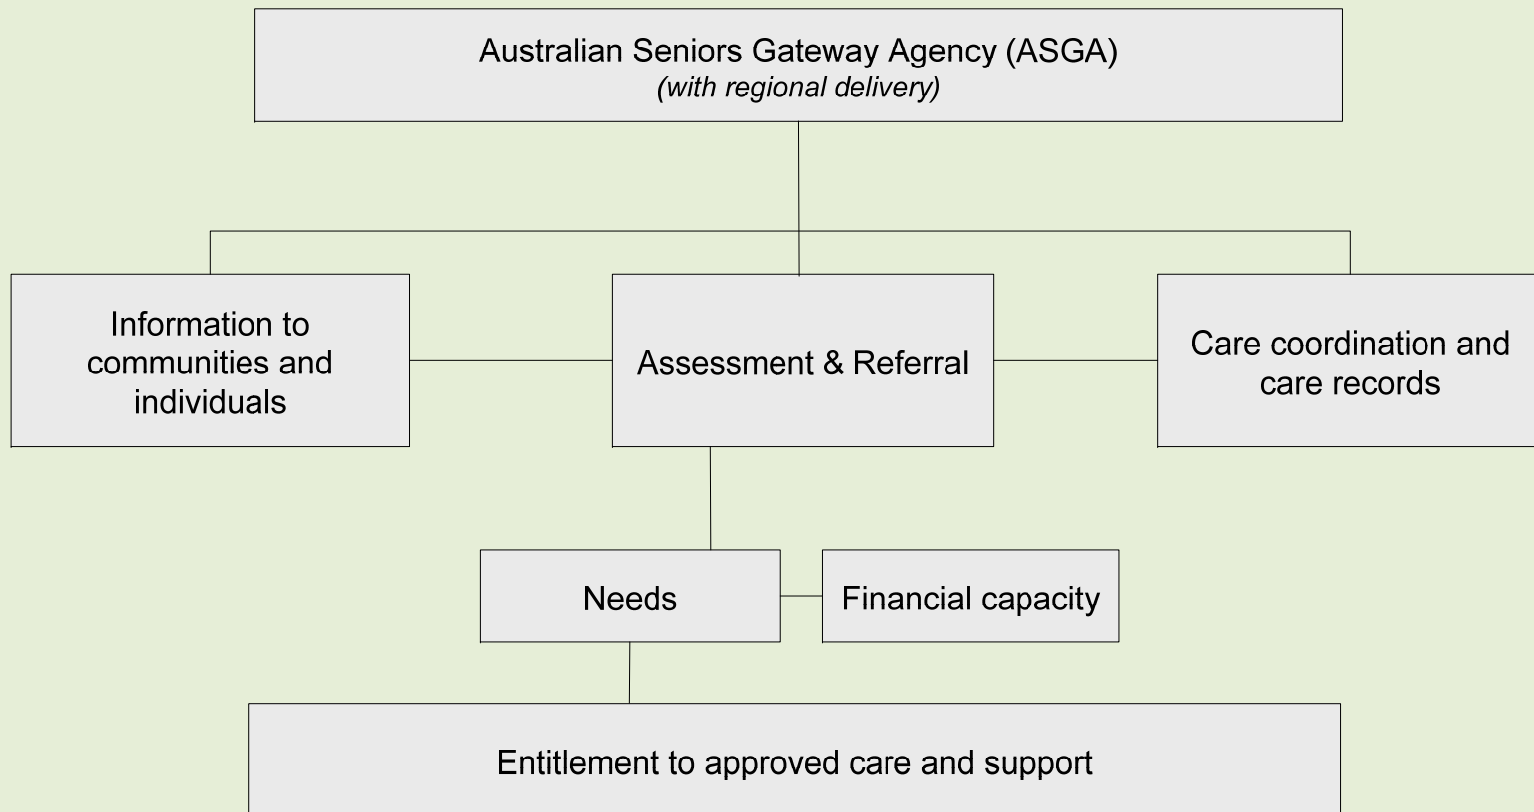 Australian Seniors Gateway Agency (ASGA)
(with regional delivery)
Information to
communities and
individuals
Assessment & Referral
Care coordination and
care records
Needs
Financial capacity
Entitlement to approved care and support